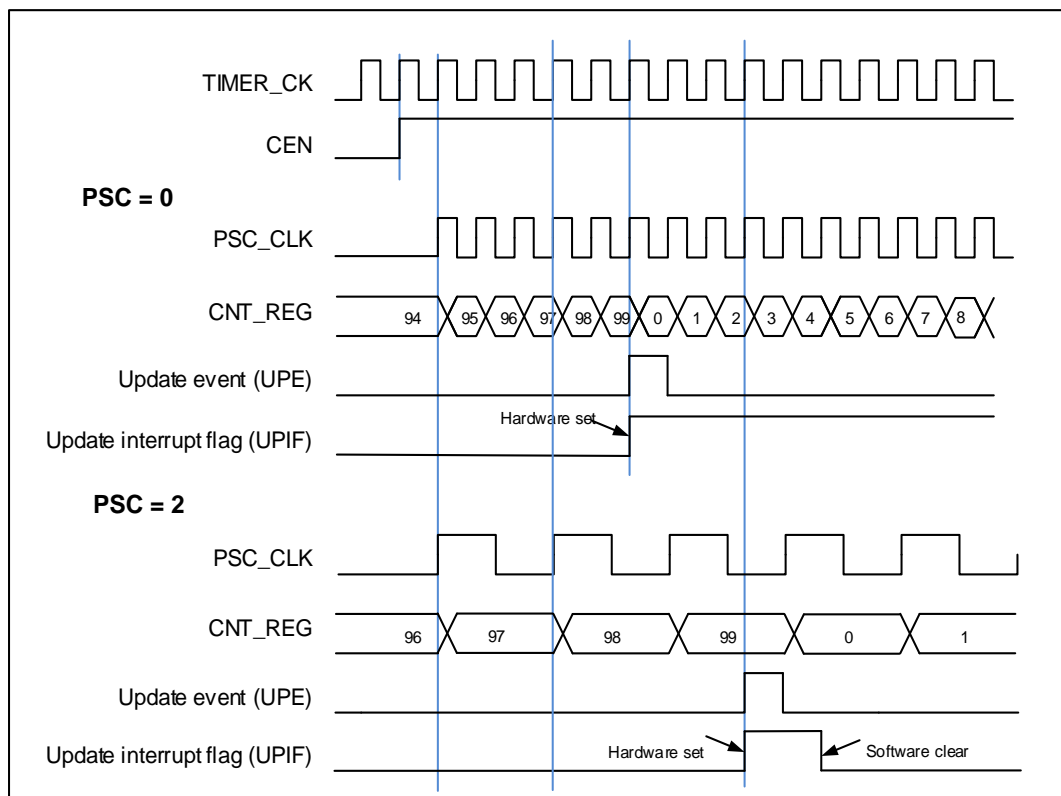 TIMER_CK
CEN
PSC = 0
PSC_CLK
CNT_REG 94 95 96 97 98 99 0 1 2 3 4 5 6 7 8
Update event (UPE)
Hardware set
Update interrupt flag (UPIF)
PSC = 2
PSC_CLK
CNT_REG 96 97 98 99 0 1
Update event (UPE)
Update interrupt flag (UPIF) Hardware set Software clear